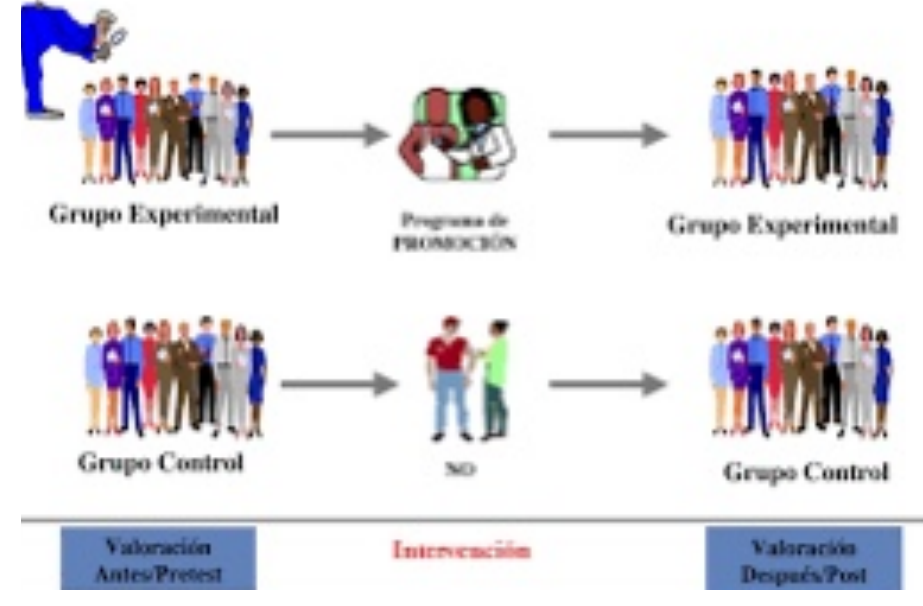 Grupo Experimental
Programa de
PROMOCIÓN
Grupo Experimental
Grupo Control
NO
Grupo Control
Valoración
Antes/Pretest
Intervención
Valoración
Después/Post